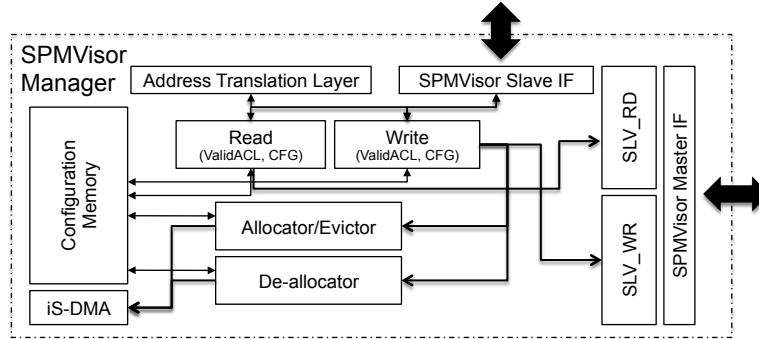 SPMVisor
Manager
Address Translation Layer
SPMVisor Slave IF
Read
(ValidACL, CFG)
Write
(ValidACL, CFG)
Configuration
Memory
Allocator/Evictor
De-allocator
iS-DMA
SLV_RD
SLV_WR
SPMVisor Master IF